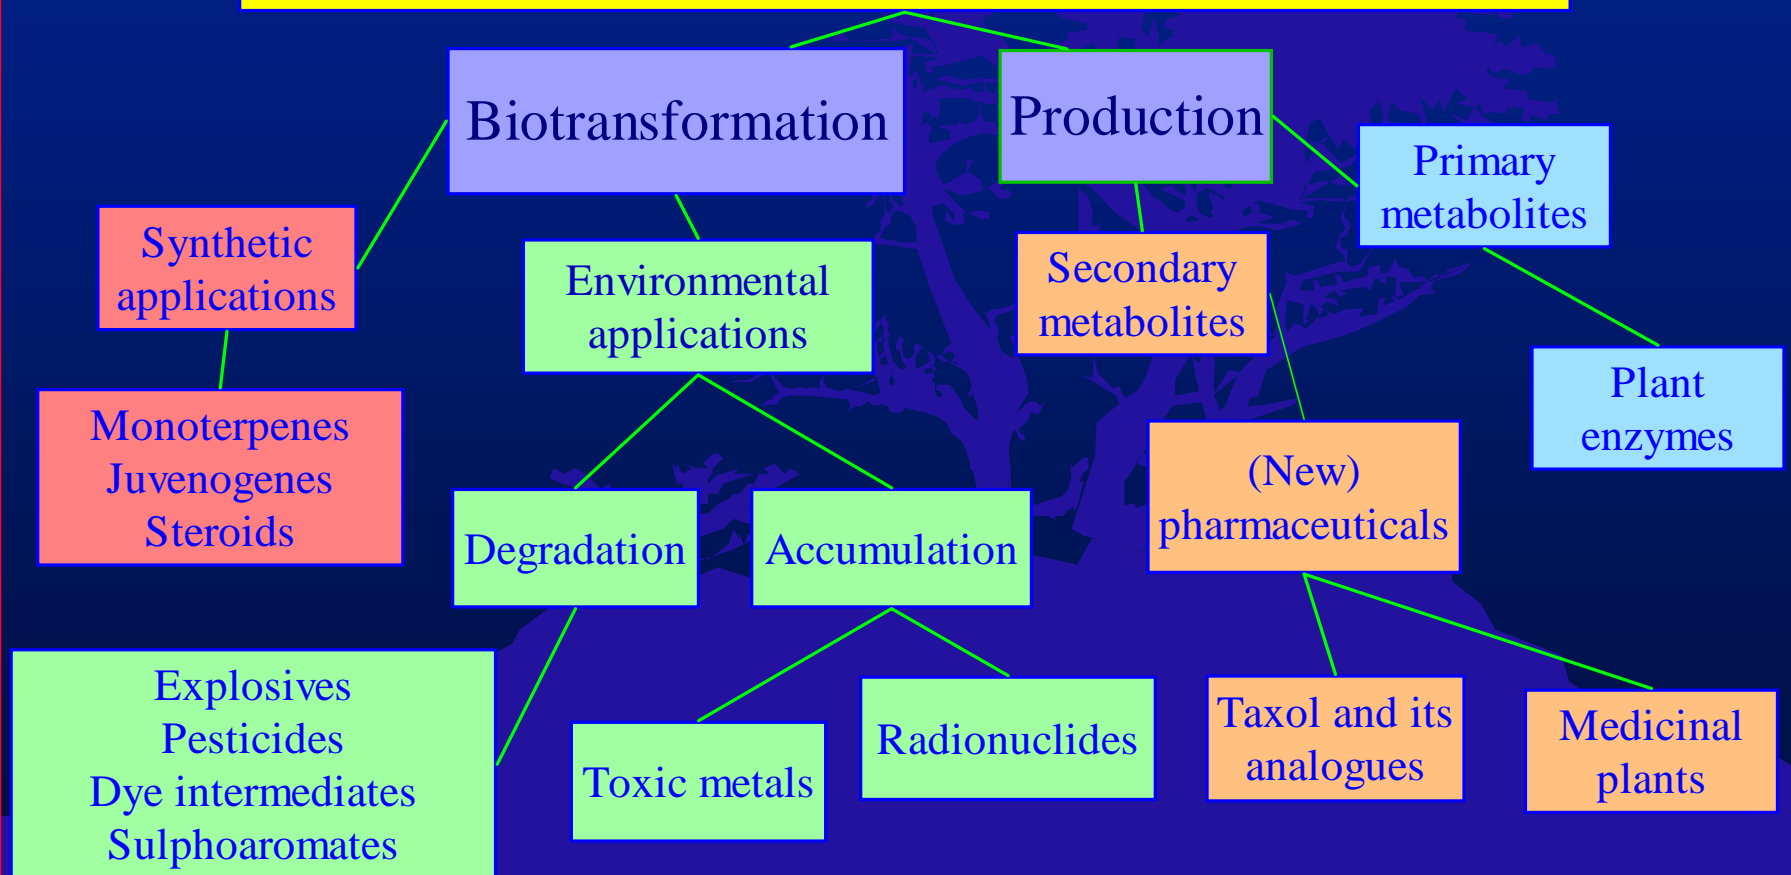 Biotransformation
Production
Primary
metabolites
Synthetic
applications
Environmental
applications
Secondary
metabolites
Plant
enzymes
Monoterpenes
Juvenogenes
Steroids
(New)
pharmaceuticals
Degradation
Accumulation
Explosives
Pesticides
Dye intermediates
Sulphoaromates
Toxic metals
Radionuclides
Taxol and its
analogues
Medicinal
plants